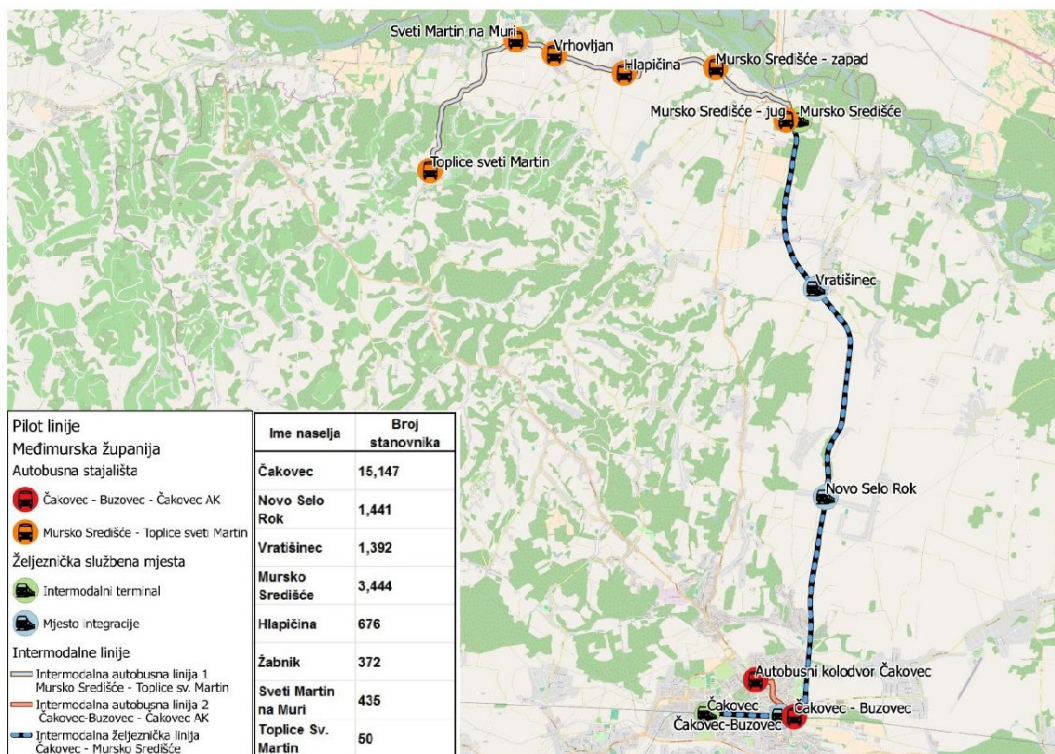 Sveti Martin na Muri
Vrhovljan
Hlapičina
Mursko Središće - zapad
Mursko Središće - jug
Mursko Središće
Toplice sveti Martin
Vratišinec
Novo Selo Rok
Autobusni kolodvor Čakovec
Čakovec
Čakovec - Buzovec
Čakovec-Buzovec
Pilot linije
Međimurska županija
Autobusna stajališta
Čakovec - Buzovec - Čakovec AK
Mursko Središće - Toplice sveti Martin
Željeznička službena mjesta
Intermodalni terminal
Mjesto integracije
Intermodalne linije
Intermodalna autobusna linija 1
Mursko Središće - Toplice sv. Martin
Intermodalna autobusna linija 2
Čakovec-Buzovec - Čakovec AK
Intermodalna željeznička linija
Čakovec - Mursko Središće
Ime naselja
Broj
stanovnika
Čakovec 15,147
Novo Selo
Rok
1,441
Vratišinec 1,392
Mursko
Središće
3,444
Hlapičina 676
Žabnik 372
Sveti Martin
na Muri
435
Toplice Sv.
Martin
50